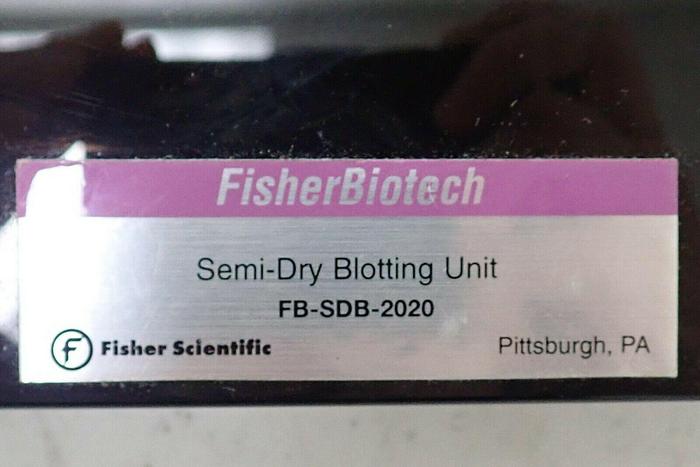 FisherBiotech
Semi-Dry Blotting Unit
FB-SDB-2020
Fisher Scientific
Pittsburgh, PA